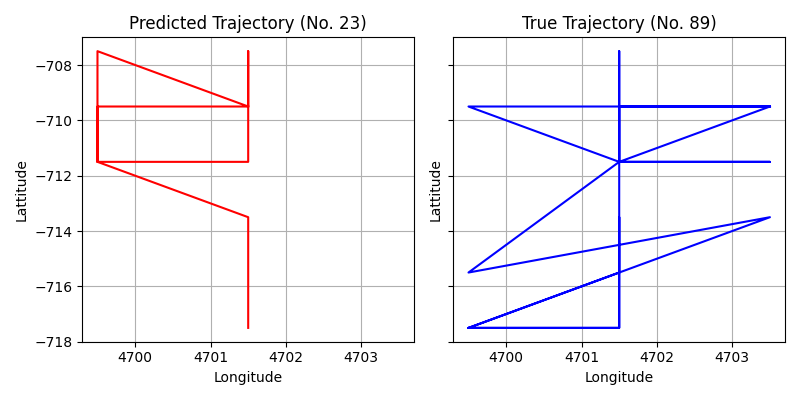 Predicted Trajectory (No. 23)
Lattitude
−708
−710
−712
−714
−716
−718
4700
4701
4702
4703
Longitude
True Trajectory (No. 89)
Lattitude
4700
4701
4702
4703
Longitude